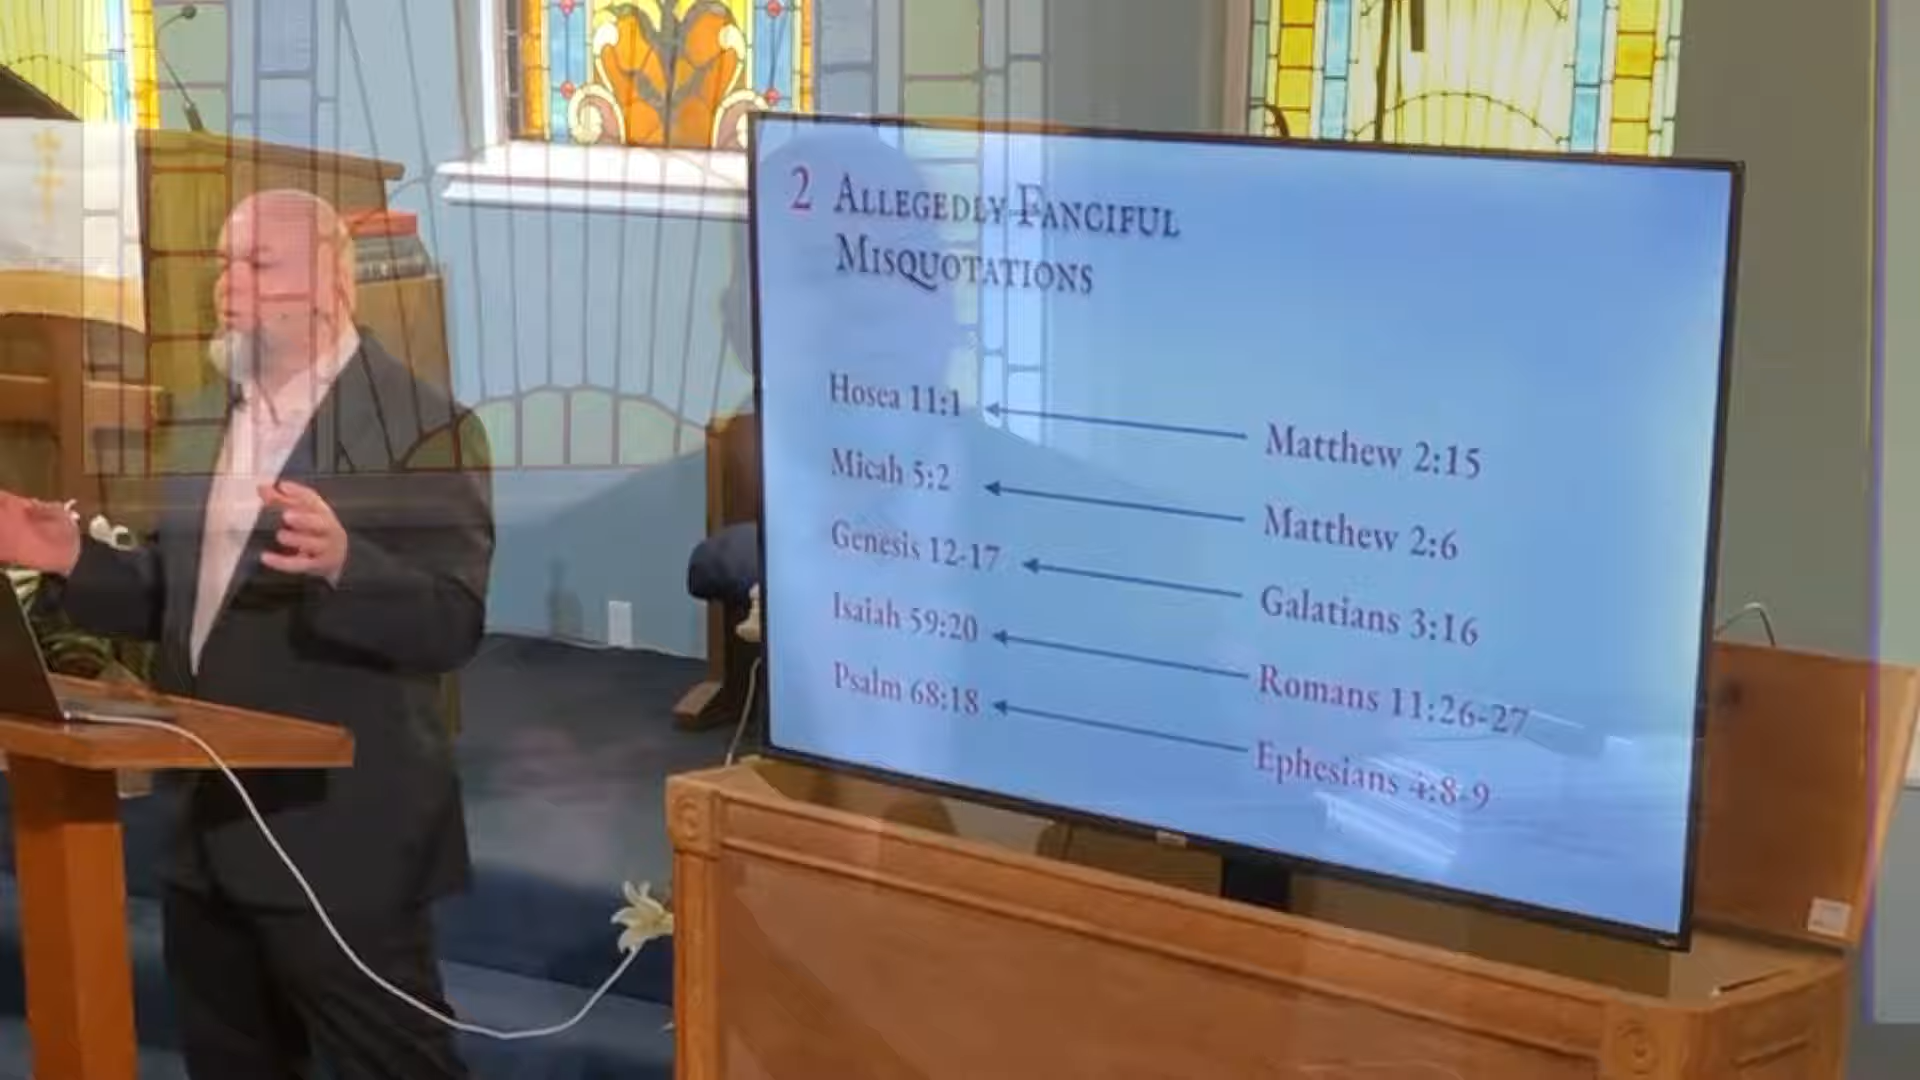 2 Allegedly Fanciful
Misquotations
Hosea 11:1
Matthew 2:15
Micah 5:2
Matthew 2:6
Genesis 12-17
Galatians 3:16
Isaiah 59:20
Romans 11:26-27
Psalm 68:18
Ephesians 4:8-9